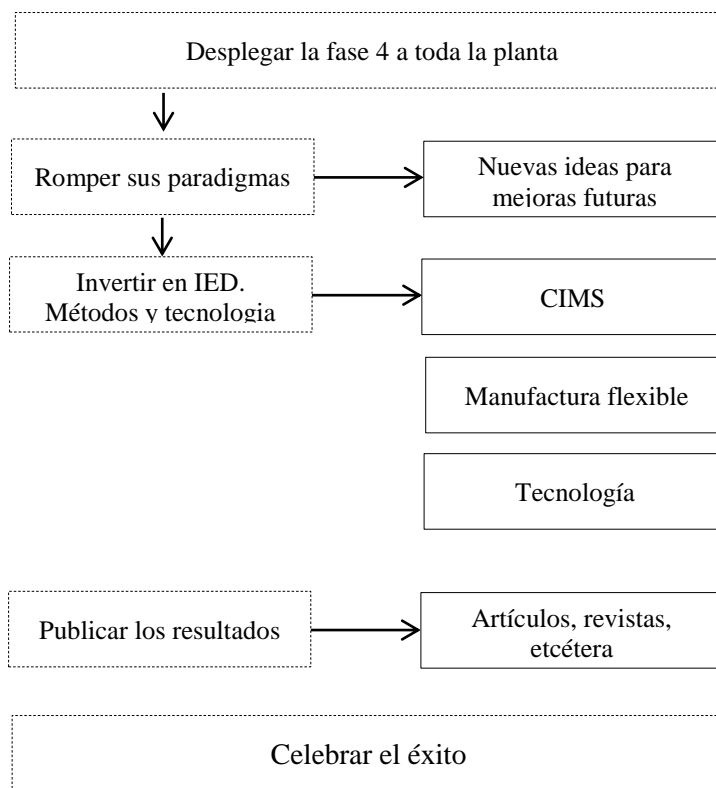 Desplegar la fase 4 a toda la planta
Romper sus paradigmas
Nuevas ideas para
mejoras futuras
Invertir en IED.
Métodos y tecnologia
CIMS
Manufactura flexible
Tecnología
Publicar los resultados
Artículos, revistas,
etcétera
Celebrar el éxito